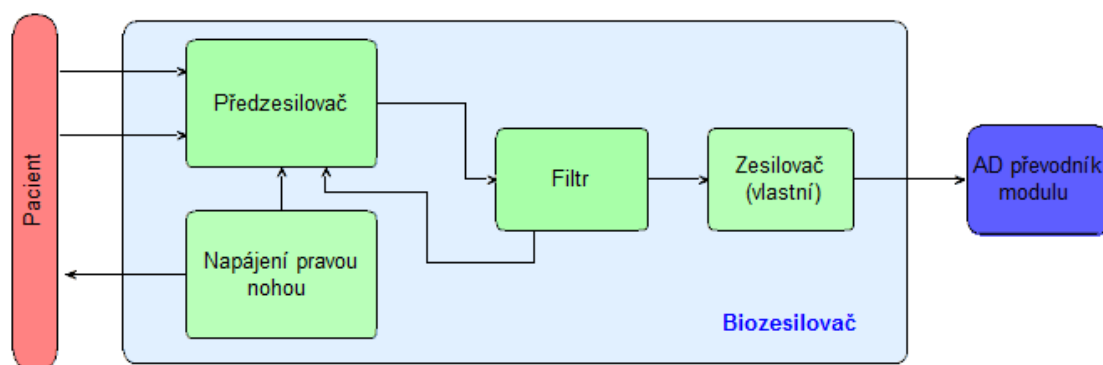 Pacient
Předzesilovač
Napájení pravou
nohou
Filtr
Zesilovač
(vlastní)
Biozesilovač
AD převodník
modulu